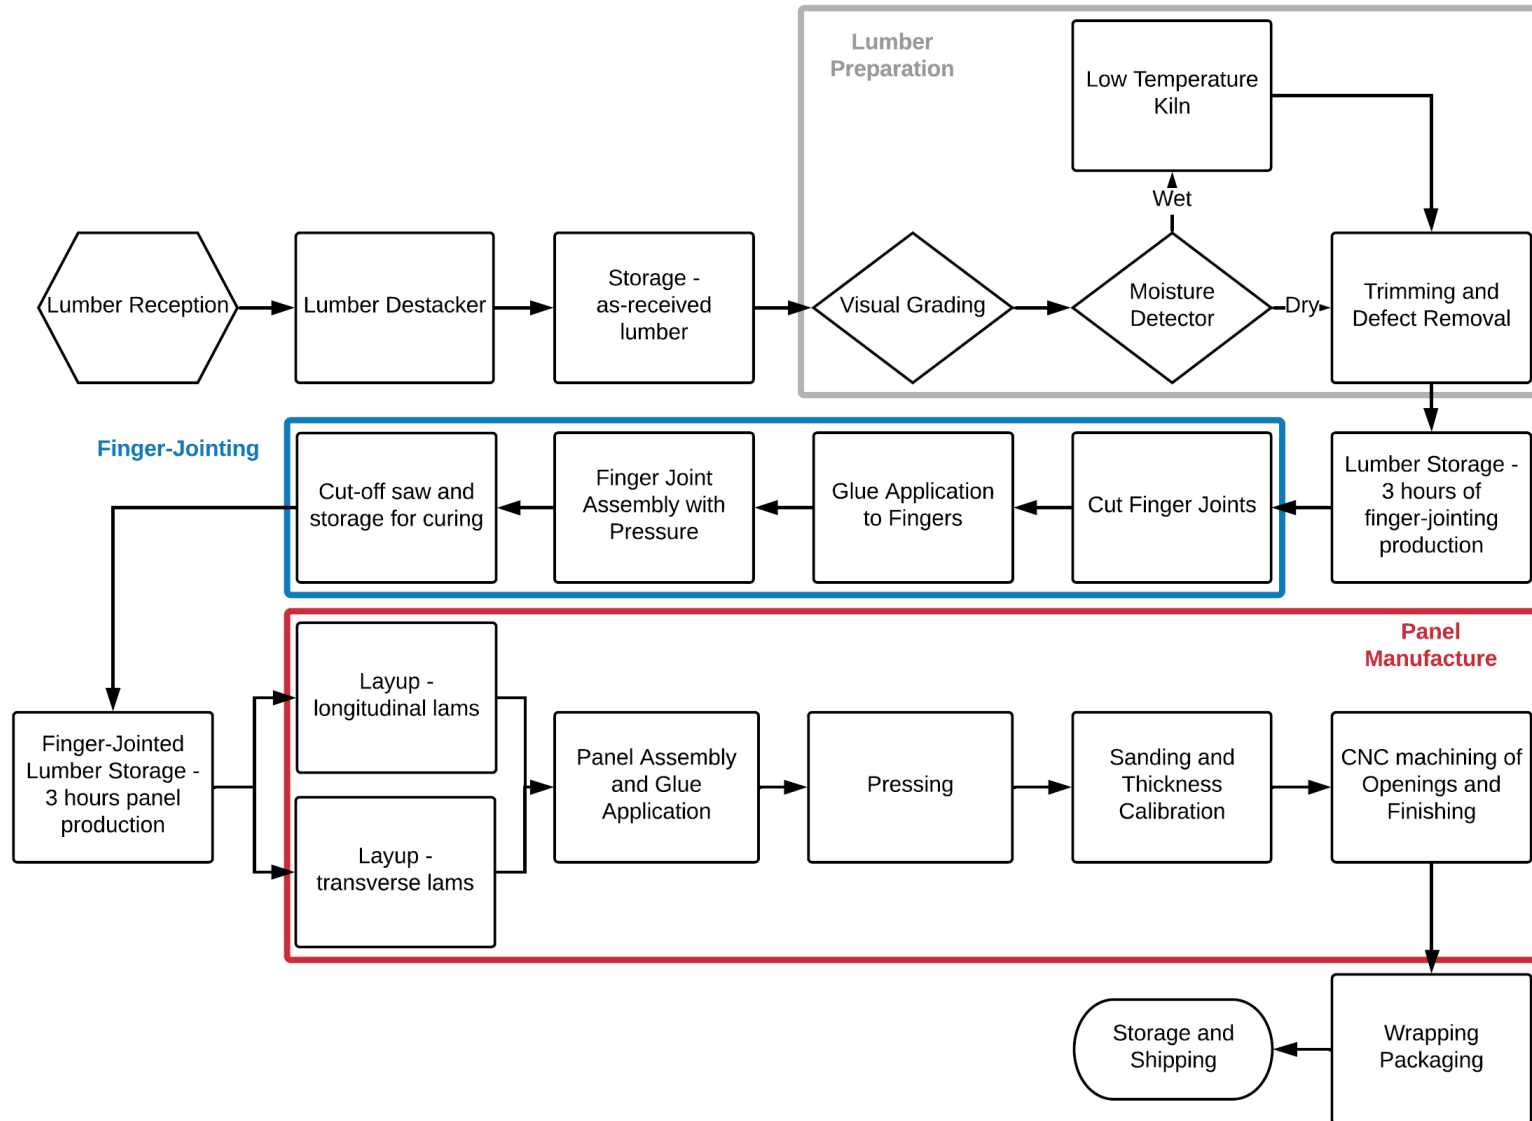 Lumber
Preparation
Low Temperature
Kiln
Wet
Lumber Reception
Lumber Destacker
Storage -
as-received
lumber
Visual Grading
Moisture
Detector
Dry
Trimming and
Defect Removal
Finger-Jointing
Cut-off saw and
storage for curing
Finger Joint
Assembly with
Pressure
Glue Application
to Fingers
Cut Finger Joints
Lumber Storage -
3 hours of
finger-jointing
production
Panel
Manufacture
Layup -
longitudinal lams
Finger-Jointed
Lumber Storage -
3 hours panel
production
Layup -
transverse lams
Panel Assembly
and Glue
Application
Pressing
Sanding and
Thickness
Calibration
CNC machining of
Openings and
Finishing
Storage and
Shipping
Wrapping
Packaging